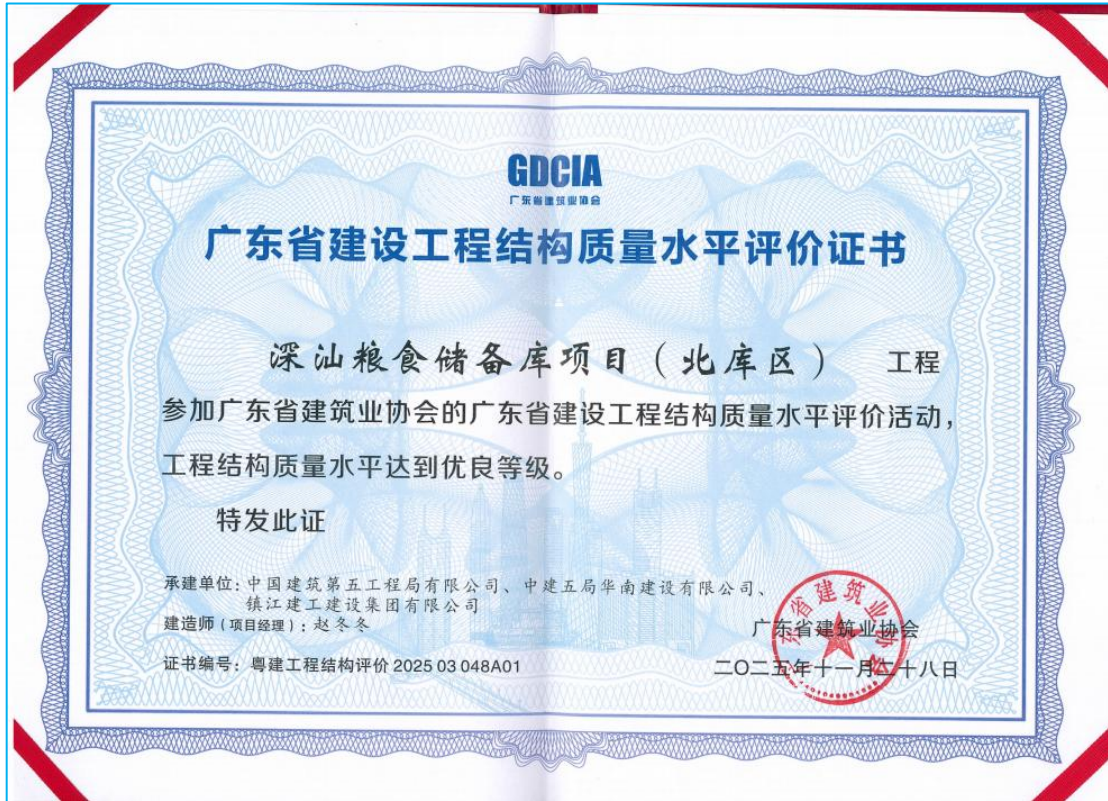 GDCIA
广东省建筑业协会
广东省建设工程结构质量水平评价证书
深汕粮食储备库项目(北库区) 工程
参加广东省建筑业协会的广东省建设工程结构质量水平评价活动,
工程结构质量水平达到优良等级。
特发此证
承建单位:中国建筑第五工程局有限公司、中建五局华南建设有限公司、
镇江建工建设集团有限公司
建造师(项目经理):赵冬冬
证书编号:粤建工程结构评价 2025 03 048A01
广东省建筑业协会
二〇二五年十一月二十八日
广东省建筑业协会